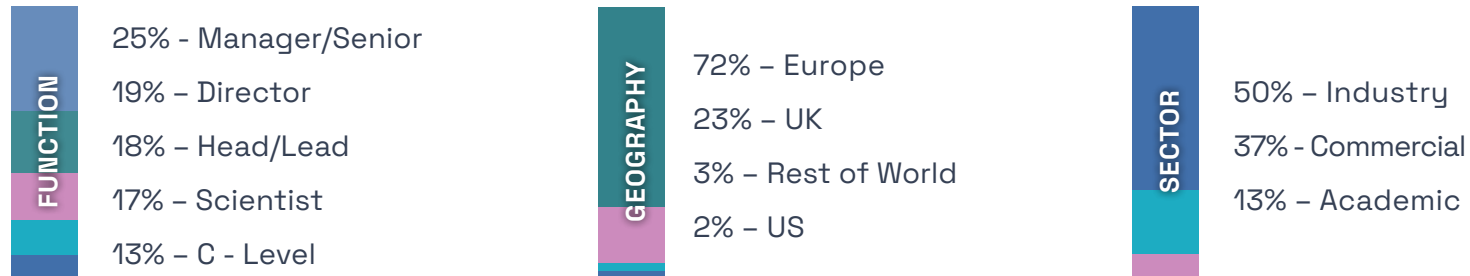 FUNCTION
25% - Manager/Senior
19% – Director
18% – Head/Lead
17% – Scientist
13% – C - Level
GEOGRAPHY
72% – Europe
23% – UK
3% – Rest of World
2% – US
SECTOR
50% – Industry
37% - Commercial
13% – Academic